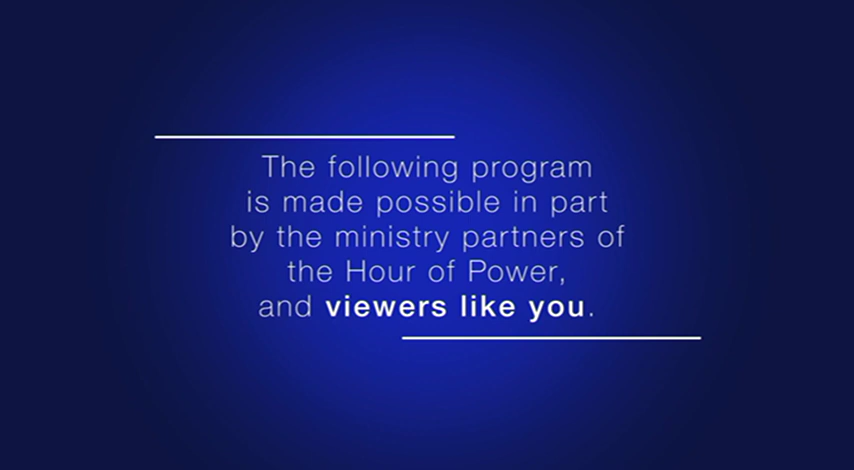 The following program
is made possible in part
by the ministry partners of
the Hour of Power,
and viewers like you.